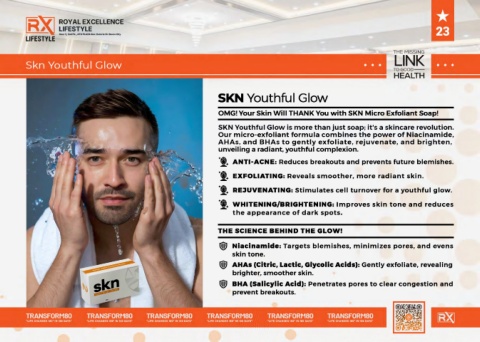 RX
LIFESTYLE
ROYAL EXCELLENCE
LIFESTYLE
★
23
Skn Youthful Glow
THE MISSING
LINK
HEALTH
SKN Youthful Glow
OMG! Your Skin Will THANK You with SKN Micro Exfoliant Soap!
SKN Youthful Glow is more than just soap; it's a skincare revolution.
Our micro-exfoliant formula combines the power of Niacinamide,
AHAs, and BHAs to gently exfoliate, rejuvenate, and brighten,
unveiling a radiant, youthful complexion.
ANTI-ACNE: Reduces breakouts and prevents future blemishes.
EXFOLIATING: Reveals smoother, more radiant skin.
REJUVENATING: Stimulates cell turnover for a youthful glow.
WHITENING/BRIGHTENING: Improves skin tone and reduces
the appearance of dark spots.
THE SCIENCE BEHIND THE GLOW!
Niacinamide: Targets blemishes, minimizes pores, and evens
skin tone.
AHAs (Citric, Lactic, Glycolic Acids): Gently exfoliate, revealing
brighter, smoother skin.
BHA (Salicylic Acid): Penetrates pores to clear congestion and
prevent breakouts.
skn
TRANSFORM180 TRANSFORM180 TRANSFORM180 TRANSFORM180 TRANSFORM180 TRANSFORM180
RX